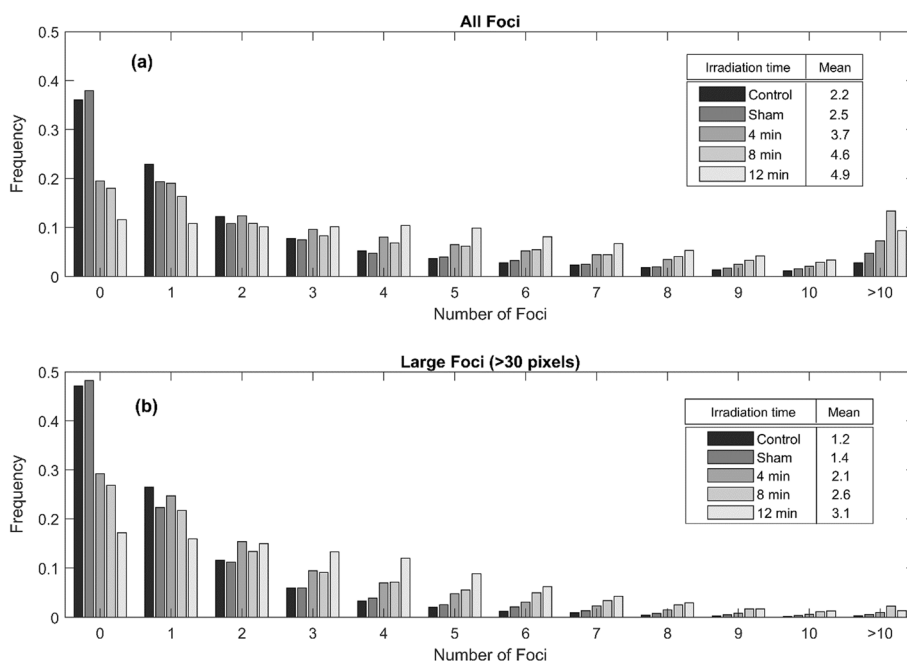 All Foci
0.5
(a)
Irradiation time Mean
Control 2.2
Sham 2.5
4 min 3.7
8 min 4.6
12 min 4.9
0.4
0.3
0.2
0.1
0
Frequency
0 1 2 3 4 5 6 7 8 9 10 >10
Number of Foci
Large Foci (>30 pixels)
0.5
(b)
Irradiation time Mean
Control 1.2
Sham 1.4
4 min 2.1
8 min 2.6
12 min 3.1
0.4
0.3
0.2
0.1
0
Frequency
0 1 2 3 4 5 6 7 8 9 10 >10
Number of Foci